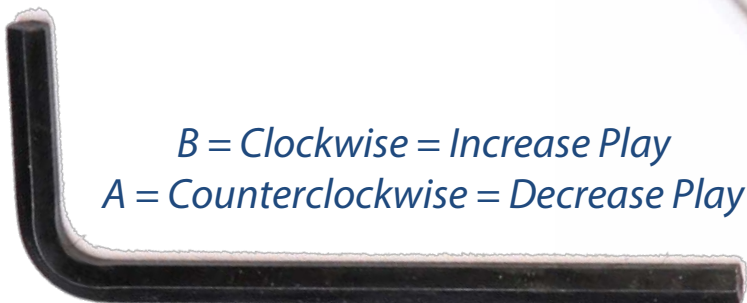 B = Clockwise = Increase Play
A = Counterclockwise = Decrease Play